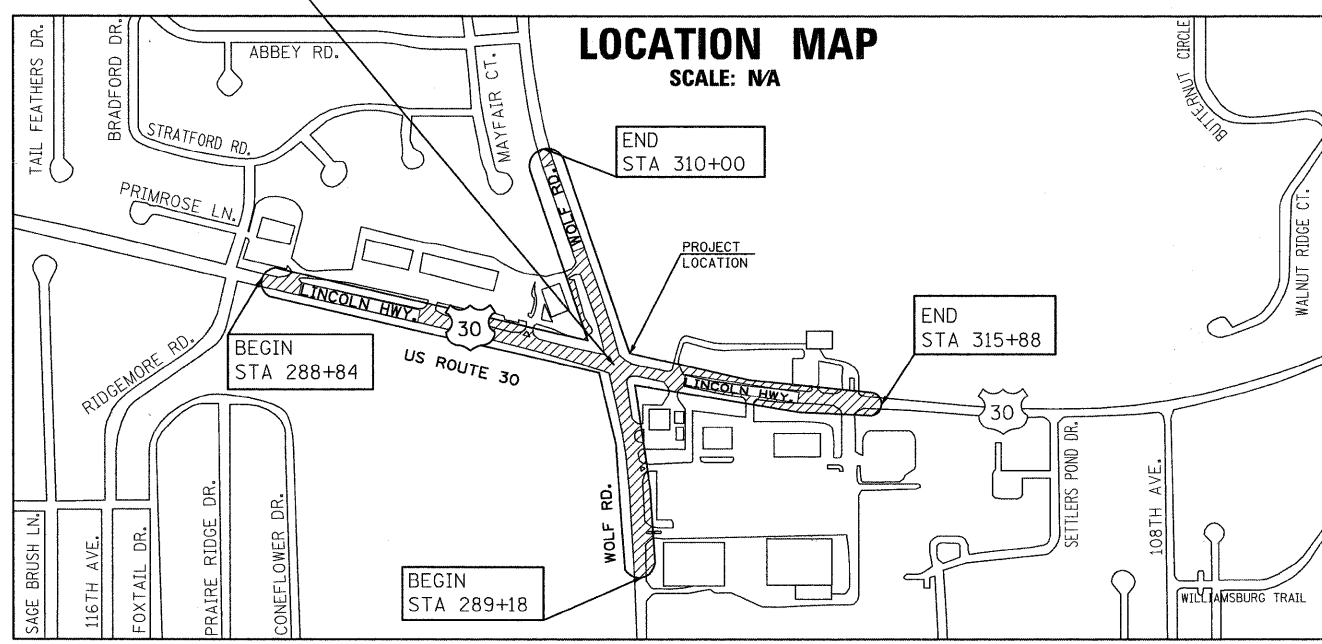 LOCATION MAP
SCALE: N/A
TAIL FEATHERS DR.
BRADFORD DR.
ABBEY RD.
MAYFAIR CT.
BUTTERNUT CIRCLE
STRATFORD RD.
END
STA 310+00
PRIMROSE LN.
WOLF RD.
PROJECT
LOCATION
WALNUT RIDGE CT.
LINCOLN HWY.
30
US ROUTE 30
BEGIN
STA 288+84
END
STA 315+88
RIDGEMORE RD.
LINCOLN HWY.
30
SAGE BRUSH LN.
116TH AVE.
FOXTAIL DR.
PRAIRE RIDGE DR.
CONEFLOWER DR.
WOLF RD.
BEGIN
STA 289+18
SETTLERS POND DR.
108TH AVE.
WILLIAMSBURG TRAIL